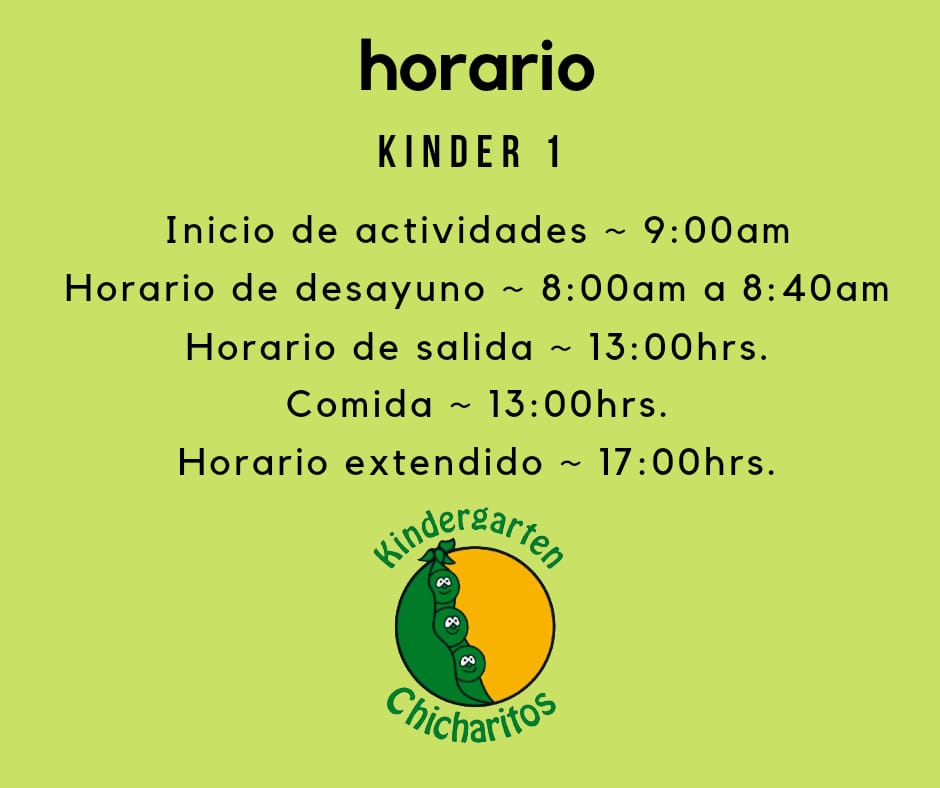 horario
KINDER 1
Inicio de actividades ~ 9:00am
Horario de desayuno ~ 8:00am a 8:40am
Horario de salida ~ 13:00hrs.
Comida ~ 13:00hrs.
Horario extendido ~ 17:00hrs.
Kindergarten
Chicharitos